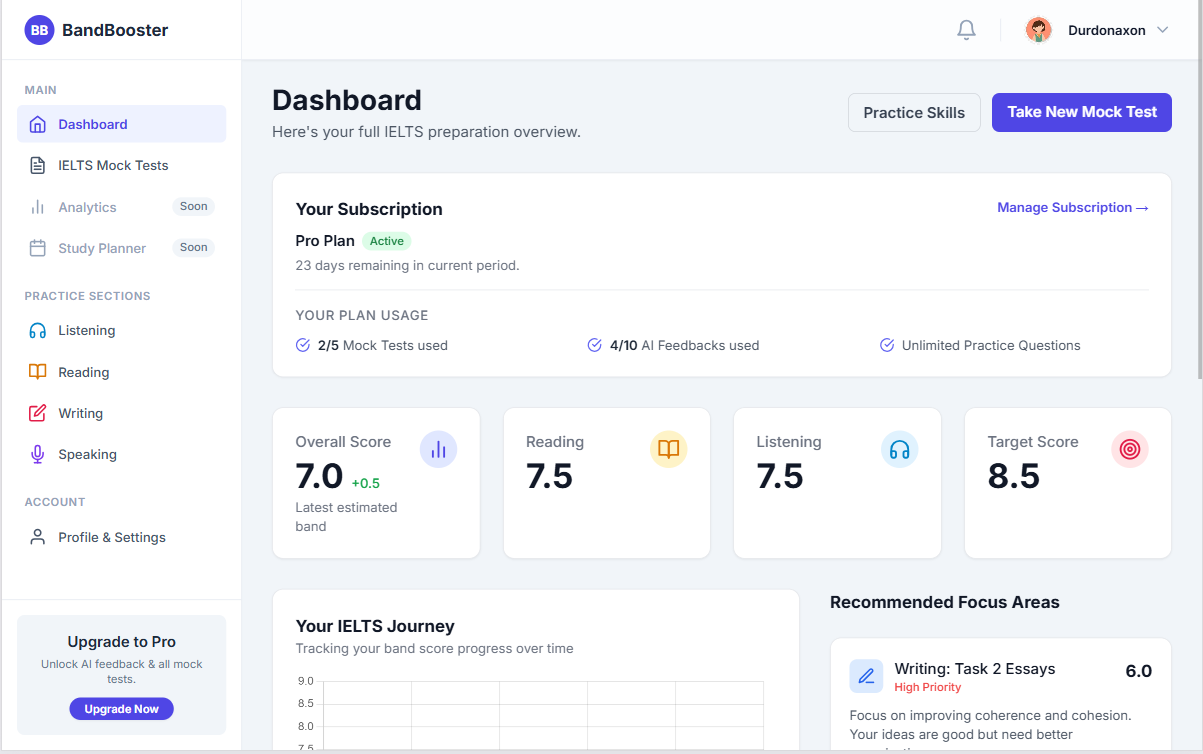 BB BandBooster
Durdonaxon
MAIN
Dashboard
IELTS Mock Tests
Analytics Soon
Study Planner Soon
PRACTICE SECTIONS
Listening
Reading
Writing
Speaking
ACCOUNT
Profile & Settings
Upgrade to Pro
Unlock AI feedback & all mock
tests.
Upgrade Now
Dashboard
Here's your full IELTS preparation overview.
Practice Skills
Take New Mock Test
Your Subscription
Manage Subscription →
Pro Plan Active
23 days remaining in current period.
YOUR PLAN USAGE
2/5 Mock Tests used
4/10 AI Feedbacks used
Unlimited Practice Questions
Overall Score
7.0 +0.5
Latest estimated
band
Reading
7.5
Listening
7.5
Target Score
8.5
Your IELTS Journey
Tracking your band score progress over time
9.0
8.5
8.0
7.5
Recommended Focus Areas
Writing: Task 2 Essays 6.0
High Priority
Focus on improving coherence and cohesion.
Your ideas are good but need better